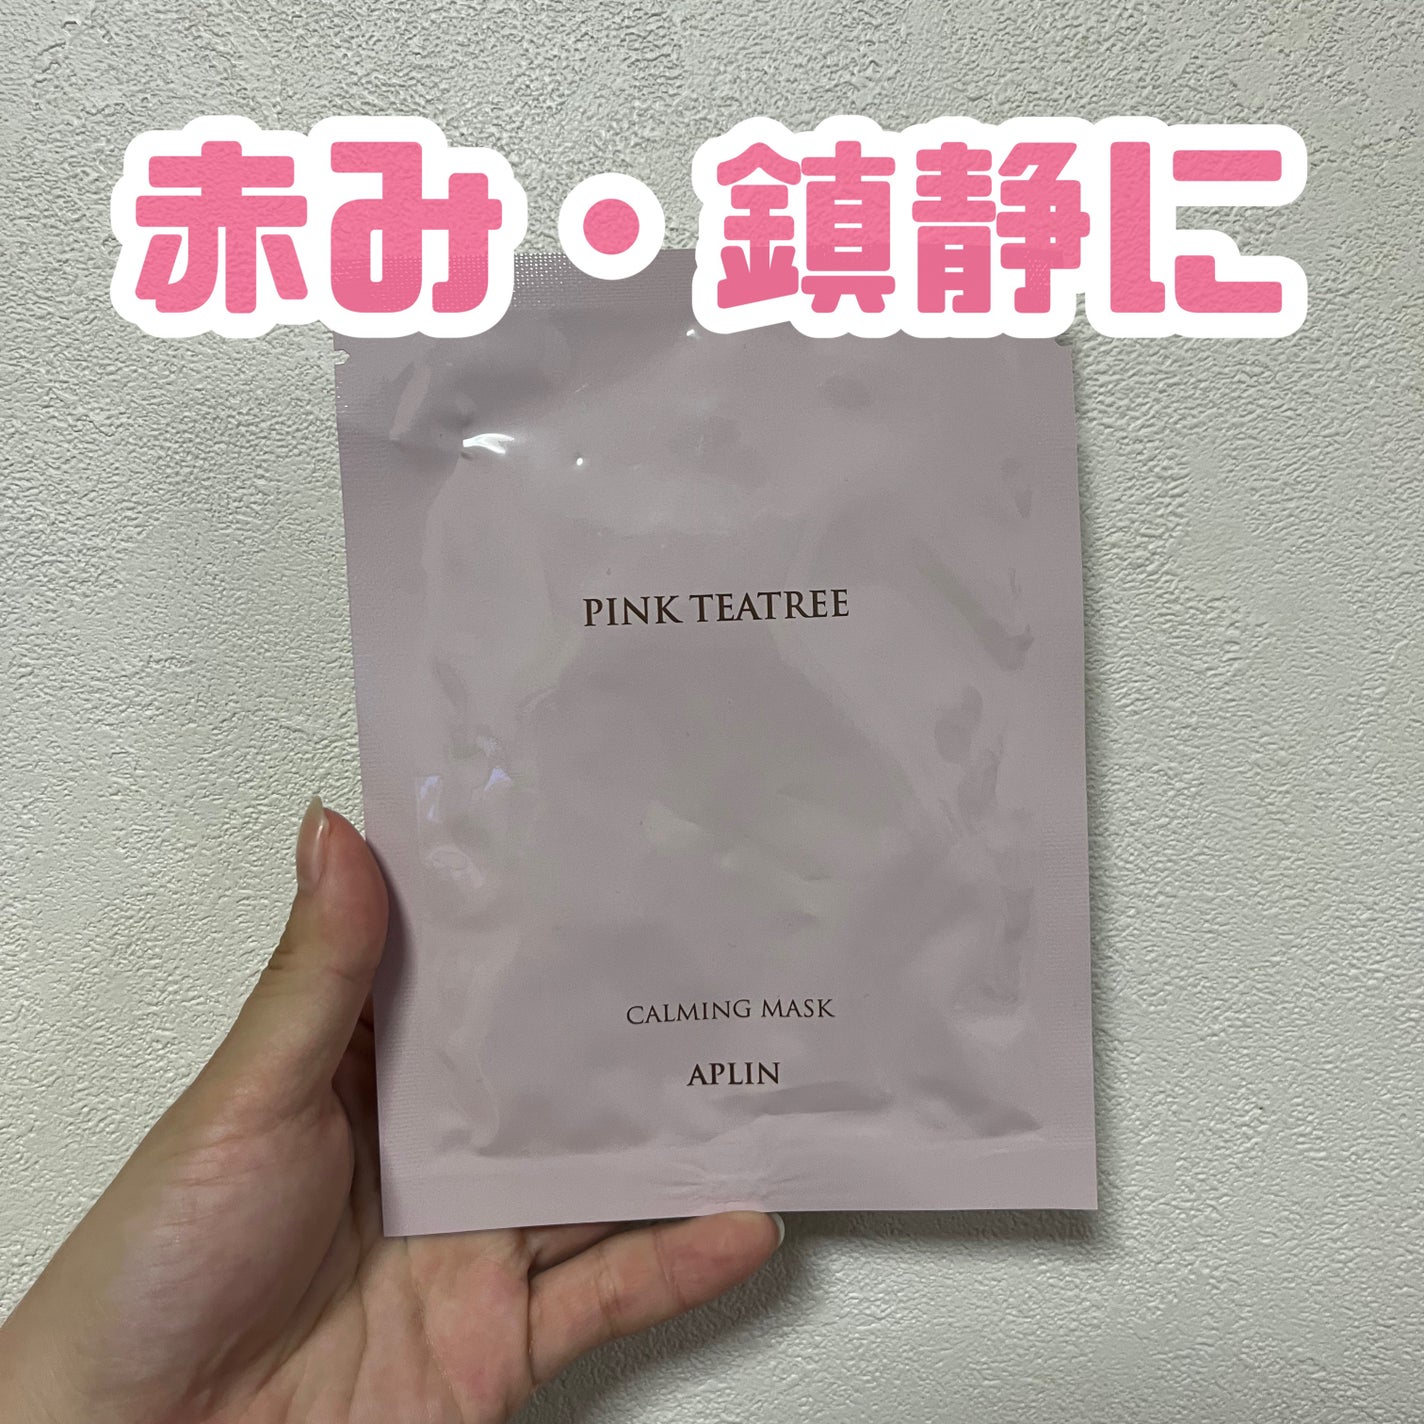 赤み・鎮静に
PINK TEATREE
CALMING MASK
APLIN